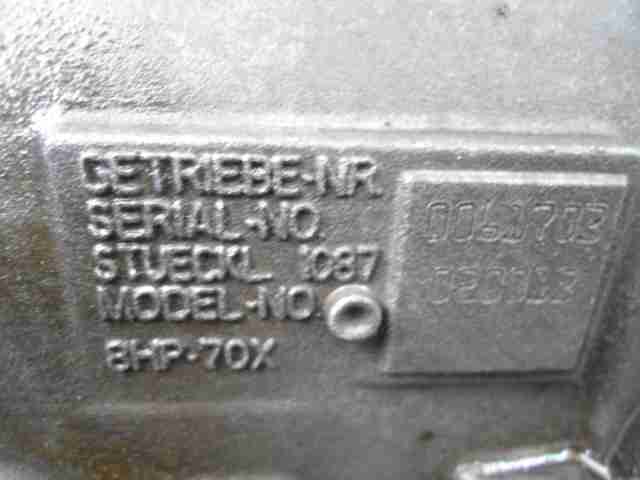 GETRIEBE-NR.
SERIAL-NO.
STUECKL. 1087
MODEL-NO.
8HP-70X